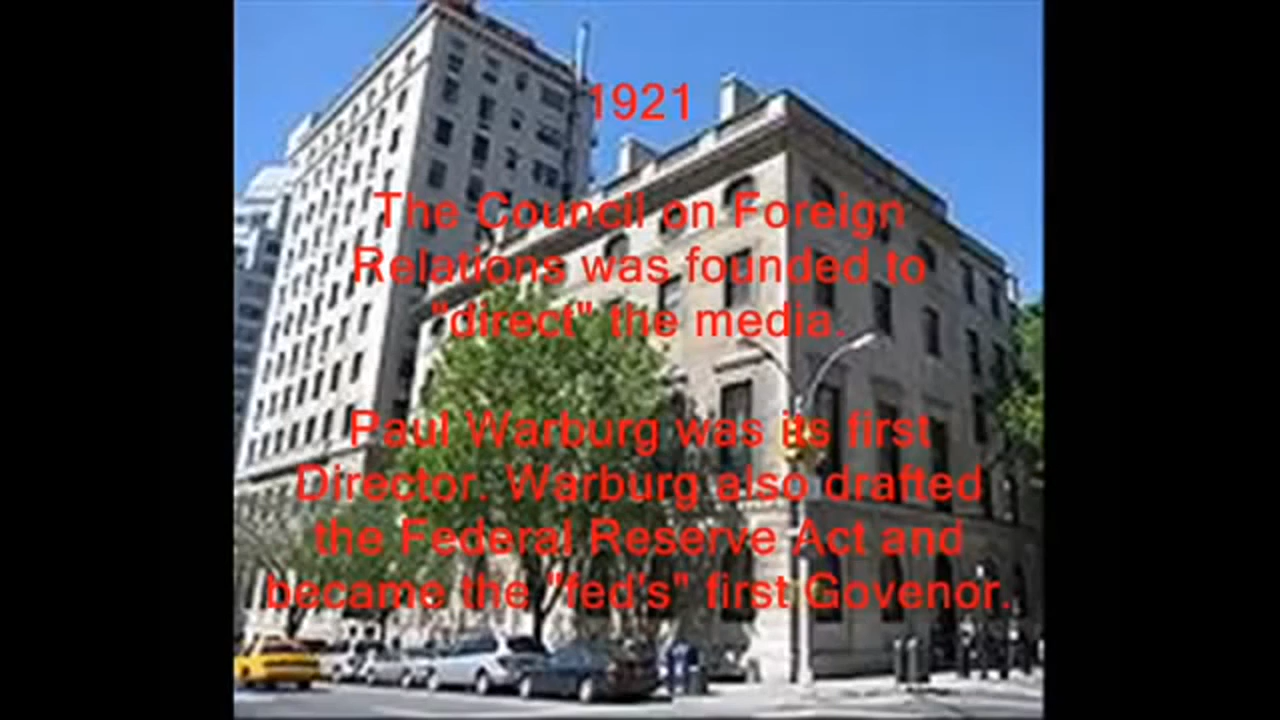 1921
The Council on Foreign
Relations was founded to
"direct" the media.
Paul Warburg was its first
Director. Warburg also drafted
the Federal Reserve Act and
became the "fed's" first Govenor.